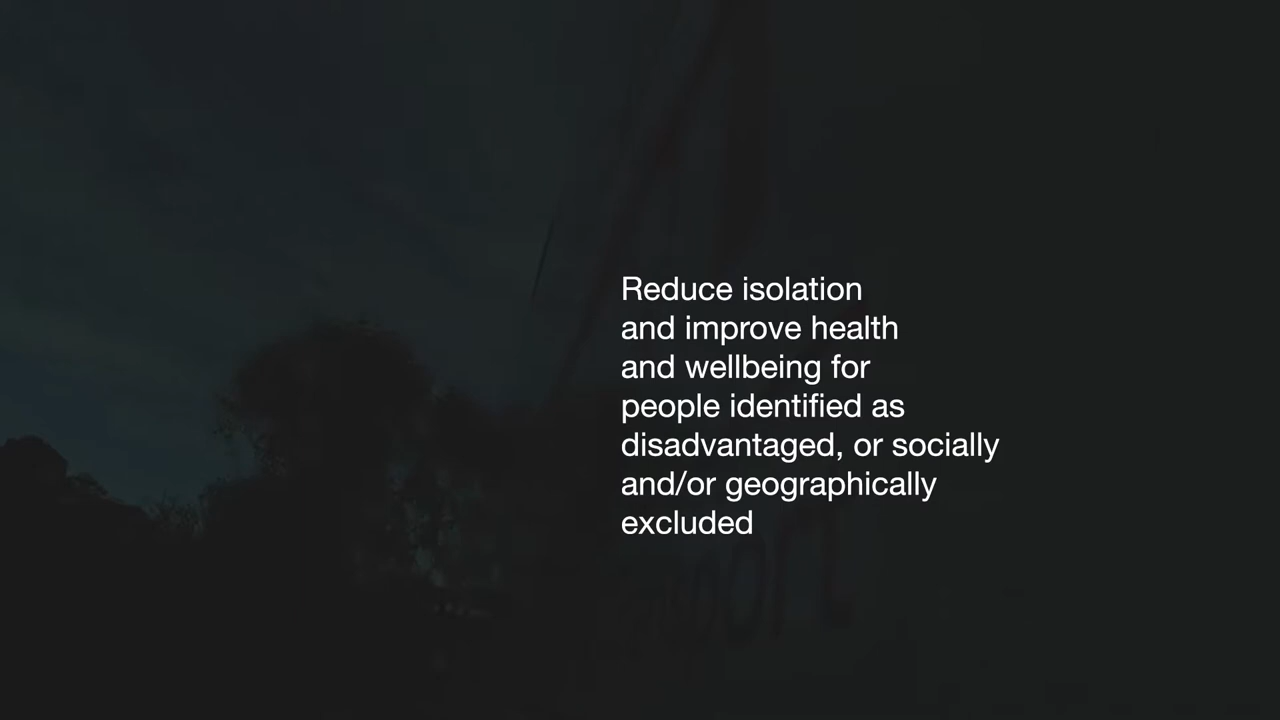 Reduce isolation
and improve health
and wellbeing for
people identified as
disadvantaged, or socially
and/or geographically
excluded